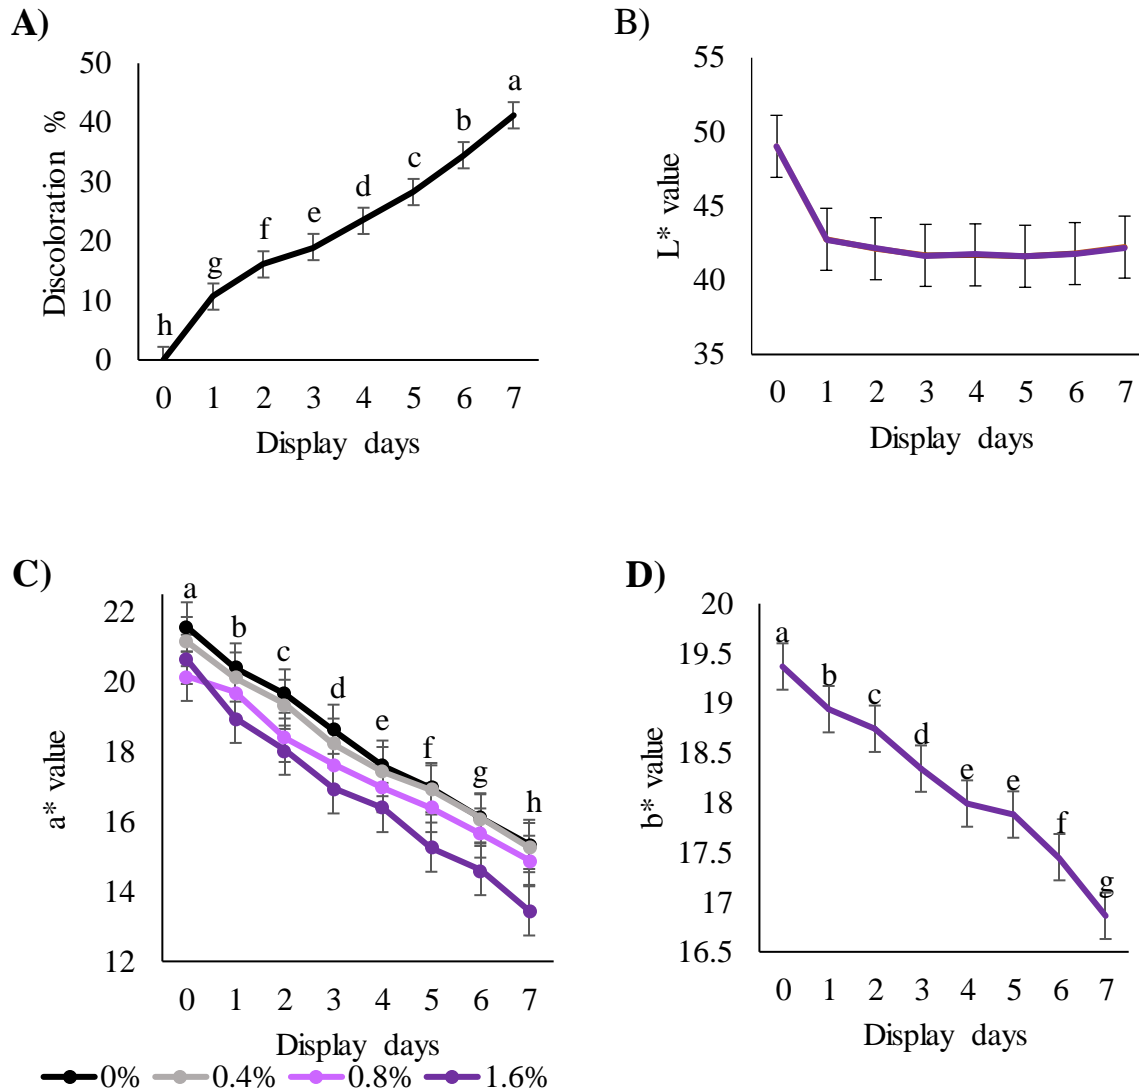 A)
50
40
30
20
10
0
Discoloration %
h
g
f
e
d
c
b
a
0 1 2 3 4 5 6 7
Display days
B)
55
50
45
40
35
L* value
0 1 2 3 4 5 6 7
Display days
C)
22
20
18
16
14
12
a* value
a
b
c
d
e
f
g
h
0 1 2 3 4 5 6 7
Display days
0% 0.4% 0.8% 1.6%
D)
20
19.5
19
18.5
18
17.5
17
16.5
b* value
a
b
c
d
e
e
f
g
0 1 2 3 4 5 6 7
Display days